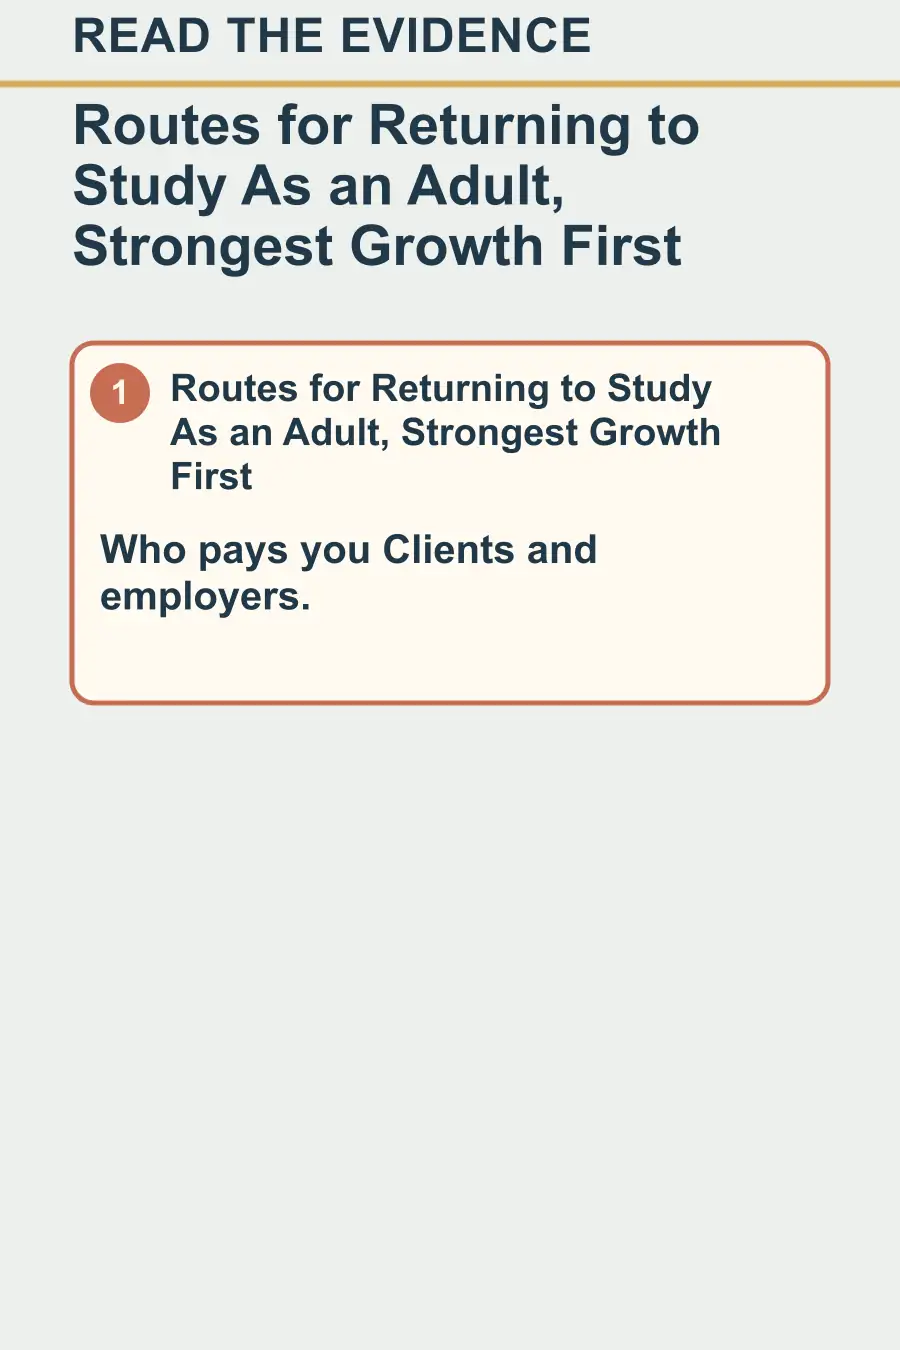 READ THE EVIDENCE
Routes for Returning to
Study As an Adult,
Strongest Growth First
1
Routes for Returning to Study
As an Adult, Strongest Growth
First
Who pays you Clients and
employers.